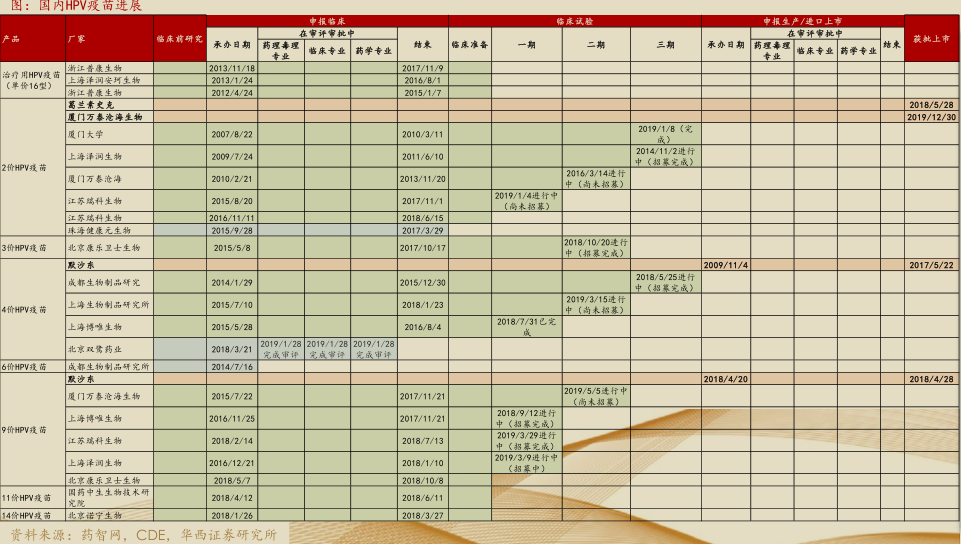 图：国内HPV疫苗进展
申报临床 临床试验 申报生产/进口上市
产品 厂家 临床前研究 承办日期 在审评审批中 结束 临床准备 一期 二期 三期 承办日期 在审评审批中 结束 获批上市
药理毒理专业 临床专业 药学专业 药理毒理专业 临床专业 药学专业
治疗用HPV疫苗（单价16型） 浙江普康生物 2013/11/18 2017/11/9
上海泽润安珂生物 2013/1/24 2016/8/1
浙江普康生物 2012/4/24 2015/1/7
2价HPV疫苗 葛兰素史克 2018/5/28
厦门万泰沧海生物 2019/12/30
厦门大学 2007/8/22 2010/3/11 2019/1/8（完成）
上海泽润生物 2009/7/24 2011/6/10 2014/11/2进行中（招募完成）
厦门万泰沧海 2010/2/21 2013/11/20 2016/3/14进行中（尚未招募）
江苏瑞科生物 2015/8/20 2017/11/1 2019/1/4进行中（尚未招募）
江苏瑞科生物 2016/11/11 2018/6/15
珠海健康元生物 2015/9/28 2017/3/29
3价HPV疫苗 北京康乐卫士生物 2015/5/8 2017/10/17 2018/10/20进行中（招募完成）
4价HPV疫苗 默沙东 2009/11/4 2017/5/22
成都生物制品研究 2014/1/29 2015/12/30 2018/5/25进行中（招募完成）
上海生物制品研究所 2015/7/10 2018/1/23 2019/3/15进行中（尚未招募）
上海博唯生物 2015/5/28 2016/8/4 2018/7/31已完成
北京双鹭药业 2018/3/21 2019/1/28完成审评 2019/1/28完成审评 2019/1/28完成审评
6价HPV疫苗 成都生物制品研究所 2014/7/16
9价HPV疫苗 默沙东 2018/4/20 2018/4/28
厦门万泰沧海生物 2015/7/22 2017/11/21 2019/5/5进行中（尚未招募）
上海博唯生物 2016/11/25 2017/11/21 2018/9/12进行中（招募完成）
江苏瑞科生物 2018/2/14 2018/7/13 2019/3/29进行中（招募完成）
上海泽润生物 2016/12/21 2018/1/10 2019/3/9进行中（招募中）
北京康乐卫士生物 2018/5/7 2018/10/8
11价HPV疫苗 国药中生生物技术研究院 2018/4/12 2018/6/11
14价HPV疫苗 北京诺宁生物 2018/1/26 2018/3/27
资料来源：药智网，CDE，华西证券研究所